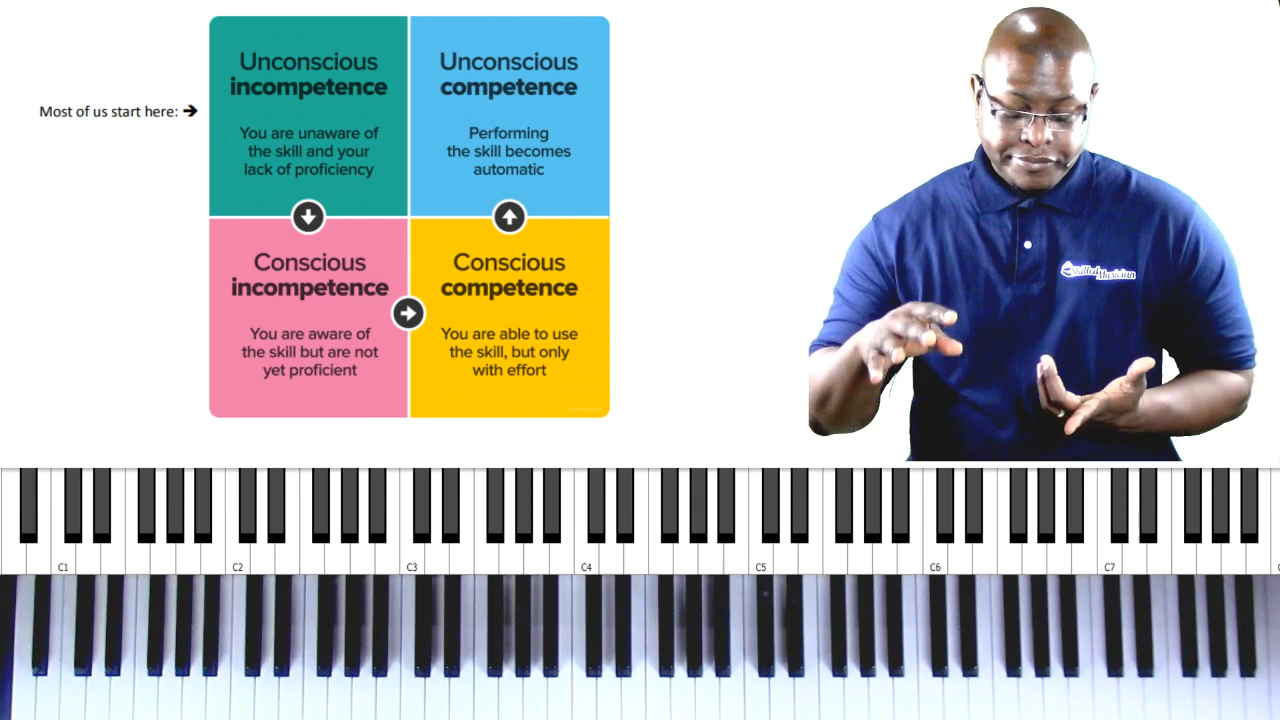 Most of us start here: ➔
Unconscious
incompetence
You are unaware of
the skill and your
lack of proficiency
Unconscious
competence
Performing
the skill becomes
automatic
Conscious
incompetence
You are aware of
the skill but are not
yet proficient
Conscious
competence
You are able to use
the skill, but only
with effort
Skilled Musician
C1
C2
C3
C4
C5
C6
C7